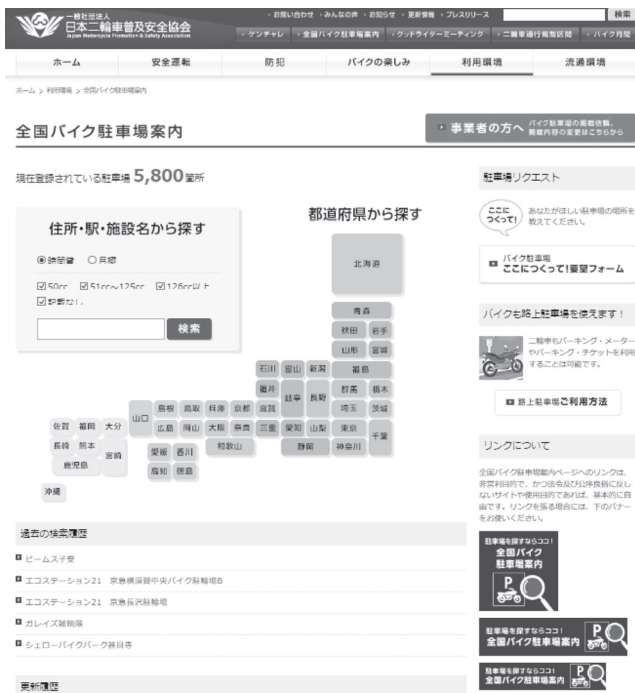 一般社団法人
日本二輪車普及安全協会
Japan Motorcycle Promotion & Safety Association
お問い合わせ みんなの声 お知らせ 更新情報 プレスリリース
検索
ゲンチャレ 全国バイク駐車場案内 グッドライダーミーティング 二輪車通行規制区間 バイク月間
ホーム 安全運転 防犯 バイクの楽しみ 利用環境 流通環境
ホーム > 利用環境 > 全国バイク駐車場案内
全国バイク駐車場案内
事業者の方へ
バイク駐車場の掲載依頼、
掲載内容の変更はこちらから
現在登録されている駐車場 5,800箇所
住所・駅・施設名から探す
時間貸 月極
50cc 51cc~125cc 126cc以上
記載なし
検索
都道府県から探す
北海道
青森
秋田 岩手
山形 宮城
石川 富山 新潟 福島
福井 岐阜 長野 群馬 栃木
山口 島根 鳥取 兵庫 京都 滋賀 埼玉 茨城
佐賀 福岡 大分 広島 岡山 大阪 奈良 三重 愛知 山梨 東京 千葉
長崎 熊本 宮崎 愛媛 香川 和歌山 静岡 神奈川
鹿児島 高知 徳島
沖縄
過去の検索履歴
ビームス子安
エコステーション21 京急横須賀中央バイク駐輪場B
エコステーション21 京急長沢駐輪場
ガレイズ雑餉隈
シェローバイクパーク甚目寺
更新履歴
駐車場リクエスト
ここに
つくって!
あなたがほしい駐車場の場所を
教えてください。
バイク駐車場
ここにつくって!要望フォーム
バイクも路上駐車場を使えます!
二輪車もパーキング・メーター
やパーキング・チケットを利用
することは可能です。
路上駐車場ご利用方法
リンクについて
全国バイク駐車場案内ページへのリンクは、
非営利目的で、かつ法令及び公序良俗に反し
ないサイトや使用目的であれば、基本的に自
由です。リンクを張る場合には、下のバナー
をお使いください。
駐車場を探すならココ!
全国バイク
駐車場案内
P
駐車場を探すならココ!
全国バイク駐車場案内
P
駐車場を探すならココ!
全国バイク駐車場案内
P